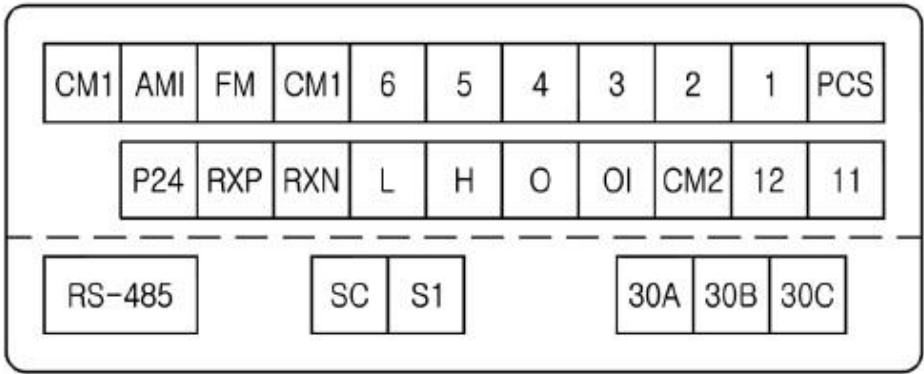 CM1 AMI FM CM1 6 5 4 3 2 1 PCS
P24 RXP RXN L H O OI CM2 12 11
RS-485 SC S1 30A 30B 30C